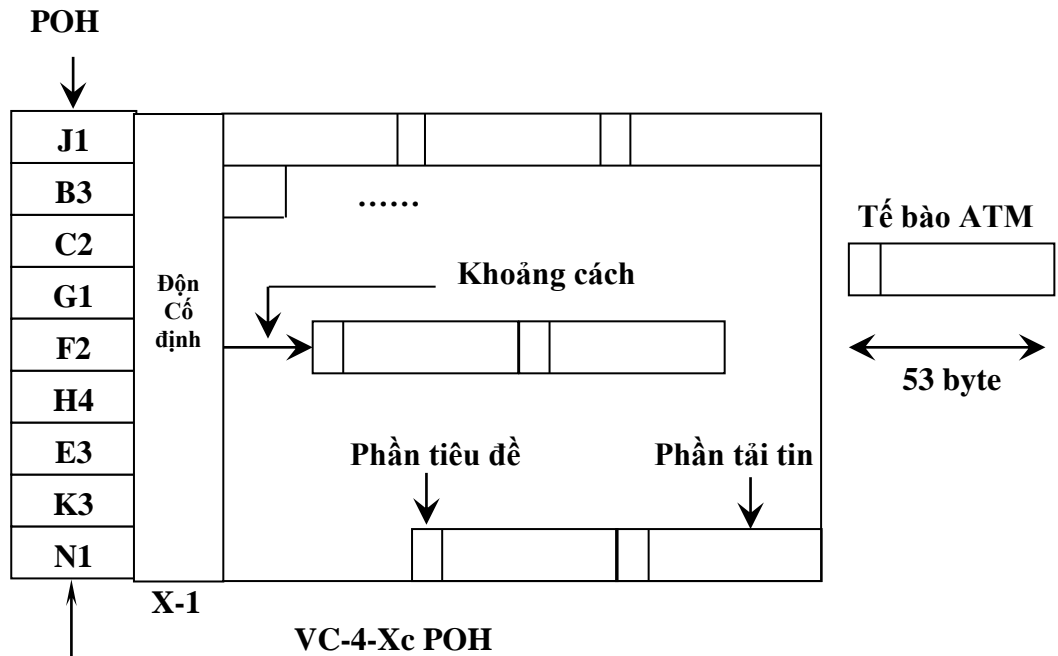 POH
J1
B3
C2
G1
F2
H4
E3
K3
N1
Độn
Cố
định
X-1
......
Khoảng cách
Phần tiêu đề
Phần tải tin
Tế bào ATM
53 byte
VC-4-Xc POH